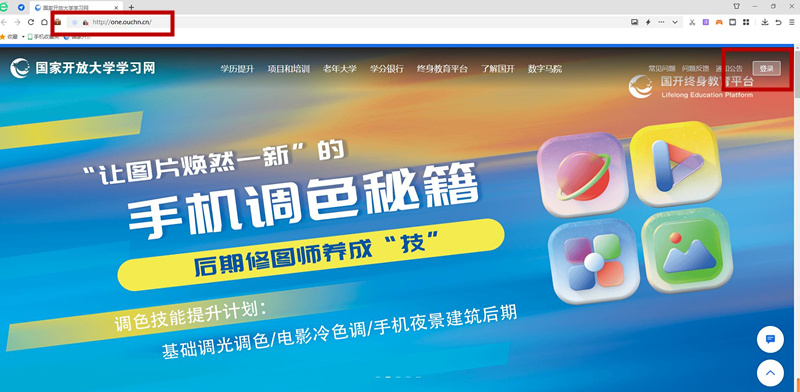 国家开放大学学习网
http://one.ouchn.cn/
收藏
手机收藏夹
国家开放大学学习网
学历提升 项目和培训 老年大学 学分银行 终身教育平台 了解国开 数字马院
常见问题 问题反馈 通知公告 登录
国开终身教育平台
Lifelong Education Platform
“让图片焕然一新”的
手机调色秘籍
后期修图师养成“技”
调色技能提升计划：
基础调光调色/电影冷色调/手机夜景建筑后期